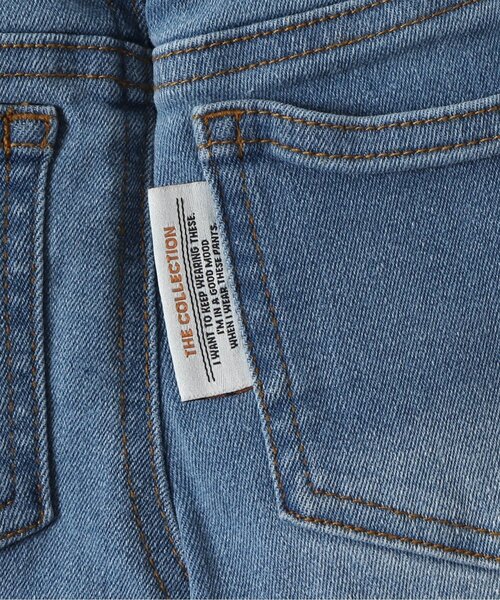 THE COLLECTION
I WANT TO KEEP WEARING THESE.
I'M IN A GOOD MOOD
WHEN I WEAR THESE PANTS.